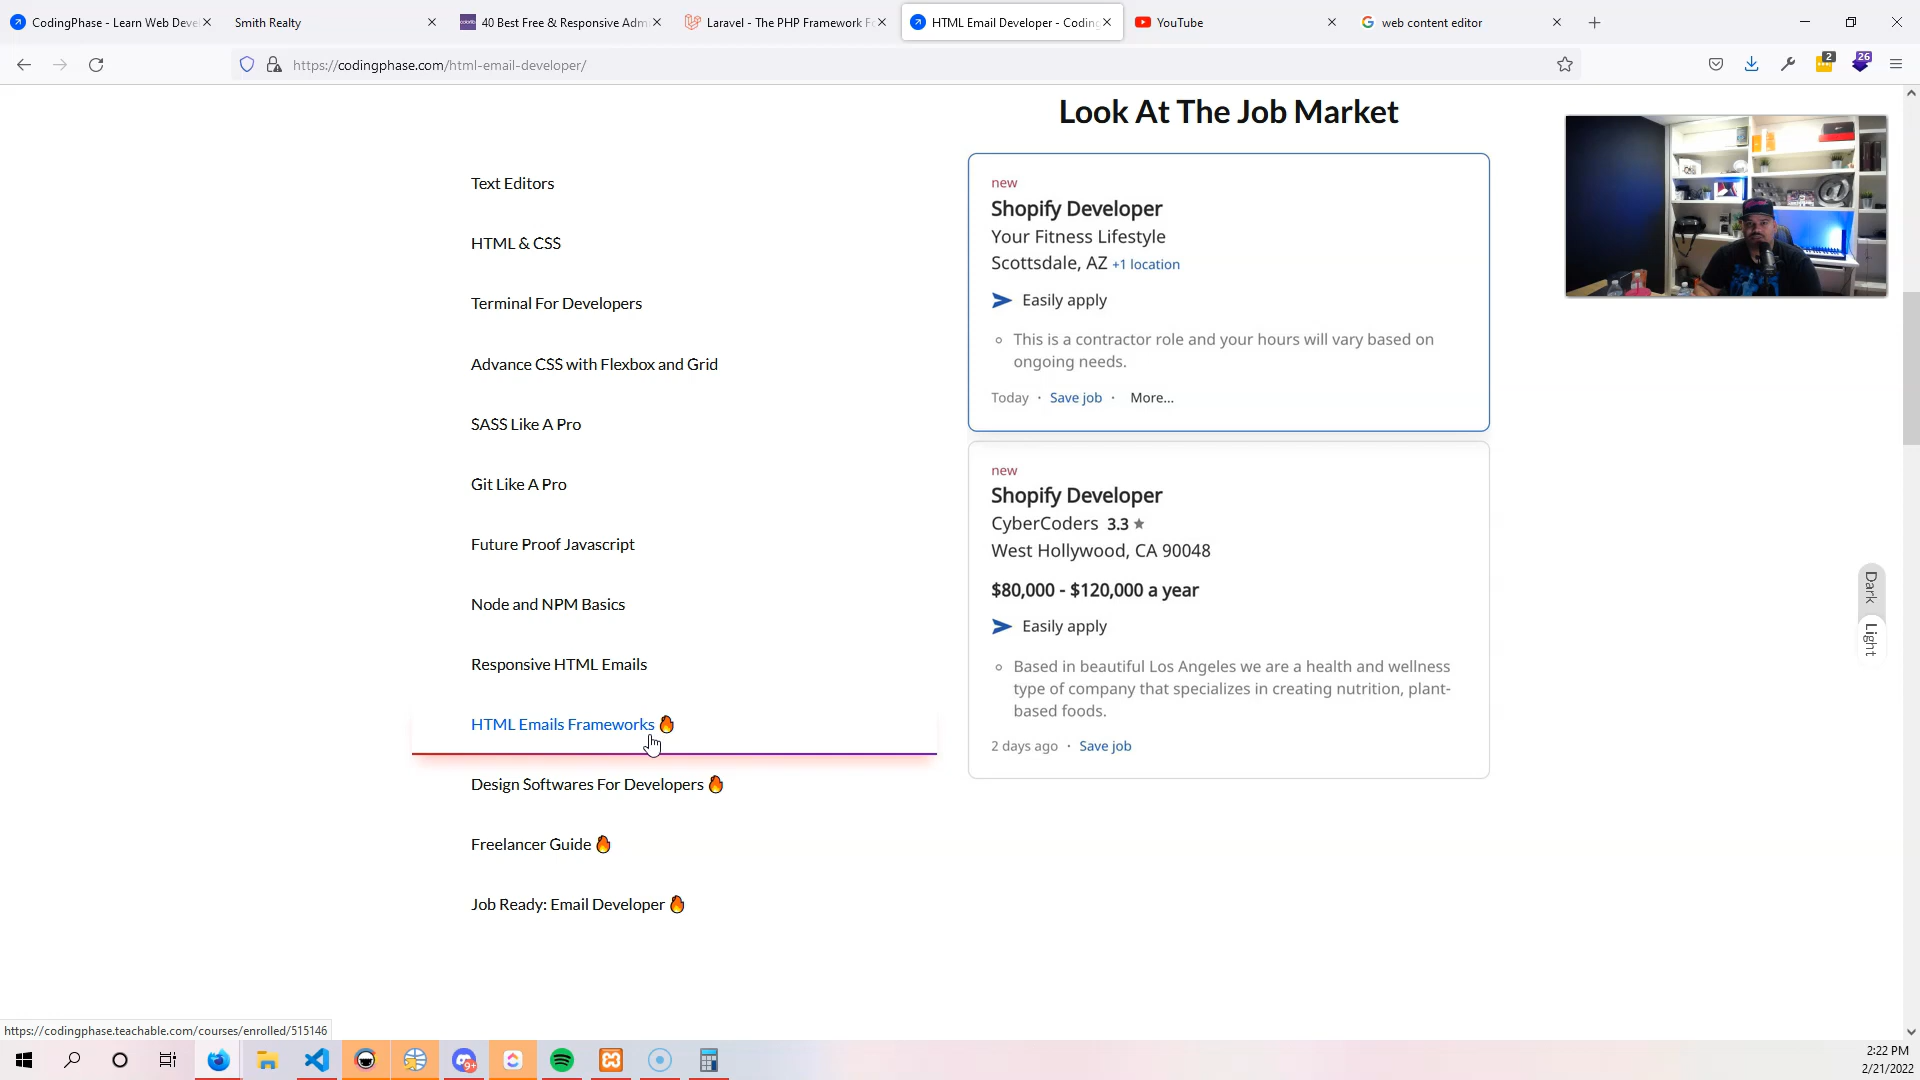 CodingPhase - Learn Web Deve
Smith Realty
40 Best Free & Responsive Adm
Laravel - The PHP Framework F
HTML Email Developer - Coding
YouTube
web content editor
https://codingphase.com/html-email-developer/
2
26
Look At The Job Market
Text Editors
HTML & CSS
Terminal For Developers
Advance CSS with Flexbox and Grid
SASS Like A Pro
Git Like A Pro
Future Proof Javascript
Node and NPM Basics
Responsive HTML Emails
HTML Emails Frameworks 🔥
Design Softwares For Developers 🔥
Freelancer Guide 🔥
Job Ready: Email Developer 🔥
new
Shopify Developer
Your Fitness Lifestyle
Scottsdale, AZ +1 location
Easily apply
This is a contractor role and your hours will vary based on
ongoing needs.
Today · Save job · More...
new
Shopify Developer
CyberCoders 3.3 ★
West Hollywood, CA 90048
$80,000 - $120,000 a year
Easily apply
Based in beautiful Los Angeles we are a health and wellness
type of company that specializes in creating nutrition, plant-
based foods.
2 days ago · Save job
Dark
Light
https://codingphase.teachable.com/courses/enrolled/515146
9+
2:22 PM
2/21/2022